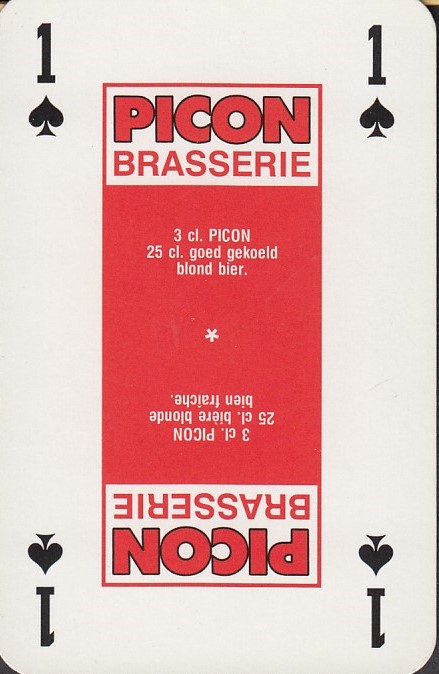 1
1
PICON
BRASSERIE
3 cl. PICON
25 cl. goed gekoeld
blond bier.
*
3 cl. PICON
25 cl. bière blonde
bien fraîche.
PICON
BRASSERIE
1
1